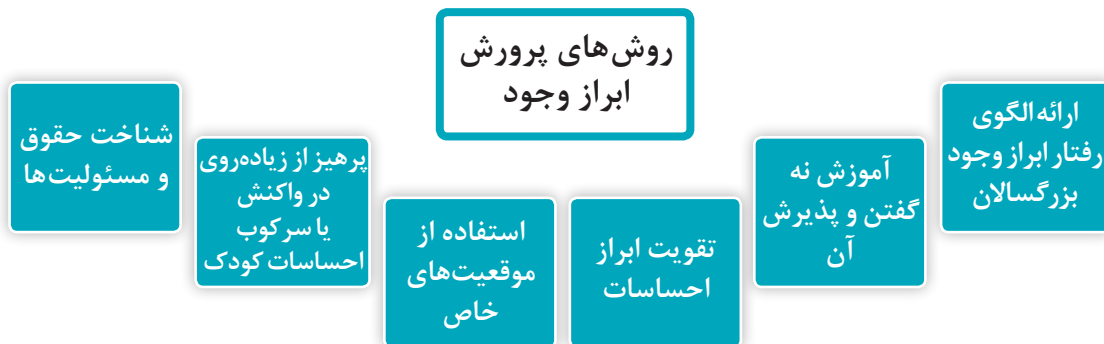 روش‌های پرورش
ابراز وجود
ارائه الگوی
رفتار ابراز وجود
بزرگسالان
آموزش نه
گفتن و پذیرش
آن
تقویت ابراز
احساسات
استفاده از
موقعیت‌های
خاص
پرهیز از زیاده‌روی
در واکنش
یا سرکوب
احساسات کودک
شناخت حقوق
و مسئولیت‌ها